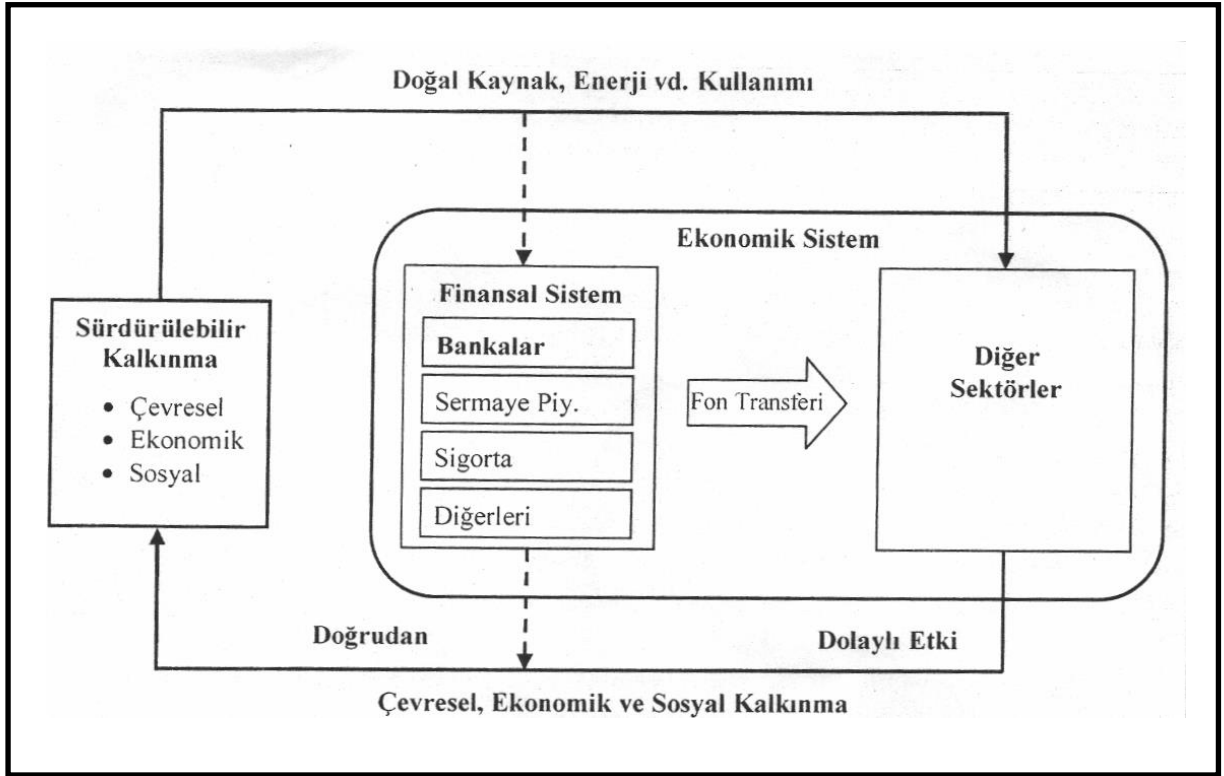 Doğal Kaynak, Enerji vd. Kullanımı
Ekonomik Sistem
Finansal Sistem
Bankalar
Sermaye Piy.
Sigorta
Diğerleri
Sürdürülebilir
Kalkınma
• Çevresel
• Ekonomik
• Sosyal
Fon Transferi
Diğer
Sektörler
Doğrudan
Dolaylı Etki
Çevresel, Ekonomik ve Sosyal Kalkınma